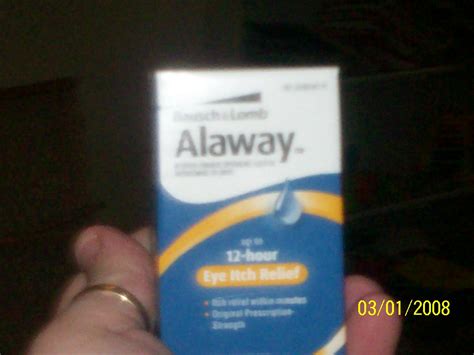 Bausch & Lomb
Alaway™
up to
12-hour
Eye Itch Relief
• Itch relief within minutes
• Original Prescription
Strength
03/01/2008